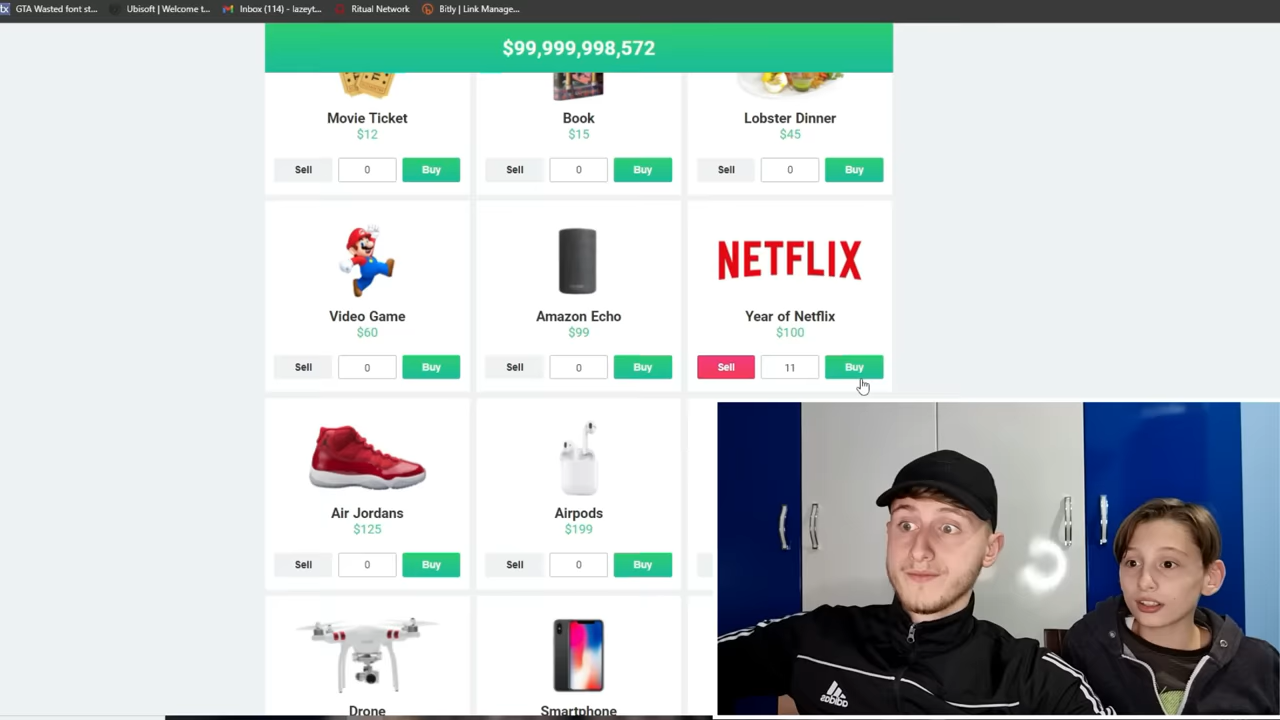 GTA Wasted font st...
Ubisoft | Welcome t...
Inbox (114) - lazeyt...
Ritual Network
Bitly | Link Manage...
$99,999,998,572
Movie Ticket
$12
Sell 0 Buy
Book
$15
Sell 0 Buy
Lobster Dinner
$45
Sell 0 Buy
Video Game
$60
Sell 0 Buy
Amazon Echo
$99
Sell 0 Buy
NETFLIX
Year of Netflix
$100
Sell 11 Buy
Air Jordans
$125
Sell 0 Buy
Airpods
$199
Sell 0 Buy
Drone
Smartphone
adidas